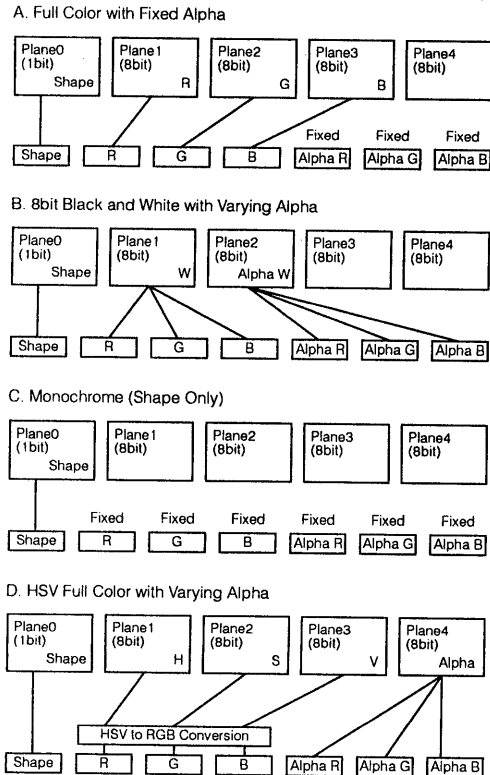 A. Full Color with Fixed Alpha
Plane0 Plane1 Plane2 Plane3 Plane4
(1bit) (8bit) (8bit) (8bit) (8bit)
Shape R G B
Fixed Fixed Fixed
Shape R G B Alpha R Alpha G Alpha B
B. 8bit Black and White with Varying Alpha
Plane0 Plane1 Plane2 Plane3 Plane4
(1bit) (8bit) (8bit) (8bit) (8bit)
Shape W Alpha W
Shape R G B Alpha R Alpha G Alpha B
C. Monochrome (Shape Only)
Plane0 Plane1 Plane2 Plane3 Plane4
(1bit) (8bit) (8bit) (8bit) (8bit)
Shape
Fixed Fixed Fixed Fixed Fixed Fixed
Shape R G B Alpha R Alpha G Alpha B
D. HSV Full Color with Varying Alpha
Plane0 Plane1 Plane2 Plane3 Plane4
(1bit) (8bit) (8bit) (8bit) (8bit)
Shape H S V Alpha
HSV to RGB Conversion
Shape R G B Alpha R Alpha G Alpha B